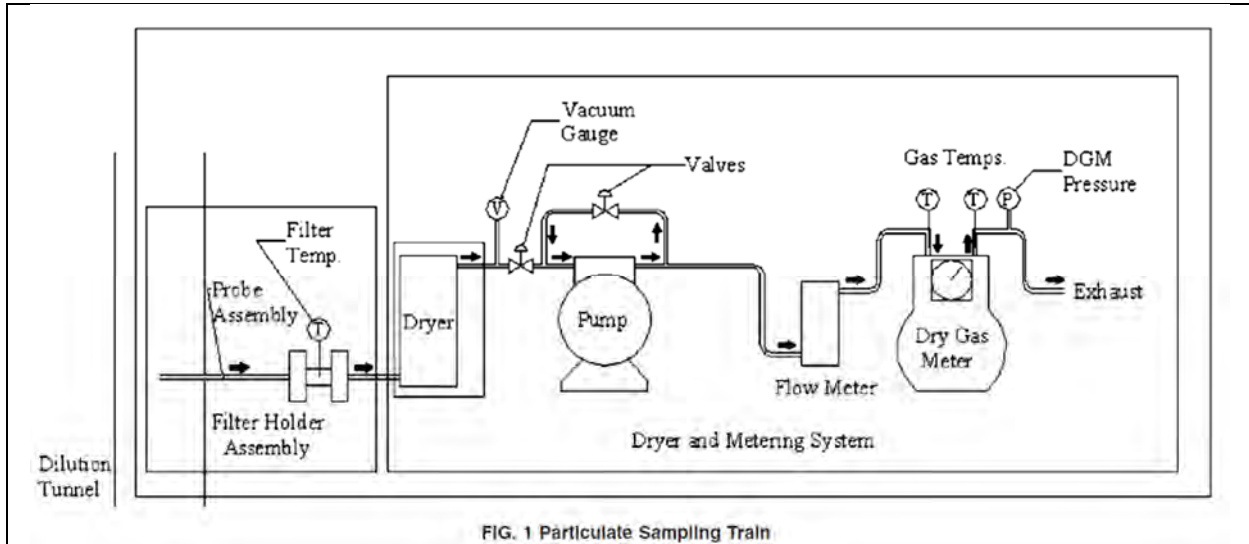 Vacuum
Gauge
Valves
Gas Temps.
DGM
Pressure
V
T
T
P
Filter
Temp.
Probe
Assembly
T
Dryer
Pump
Exhaust
Dry Gas
Meter
Flow Meter
Filter Holder
Assembly
Dryer and Metering System
Dilution
Tunnel
FIG. 1 Particulate Sampling Train